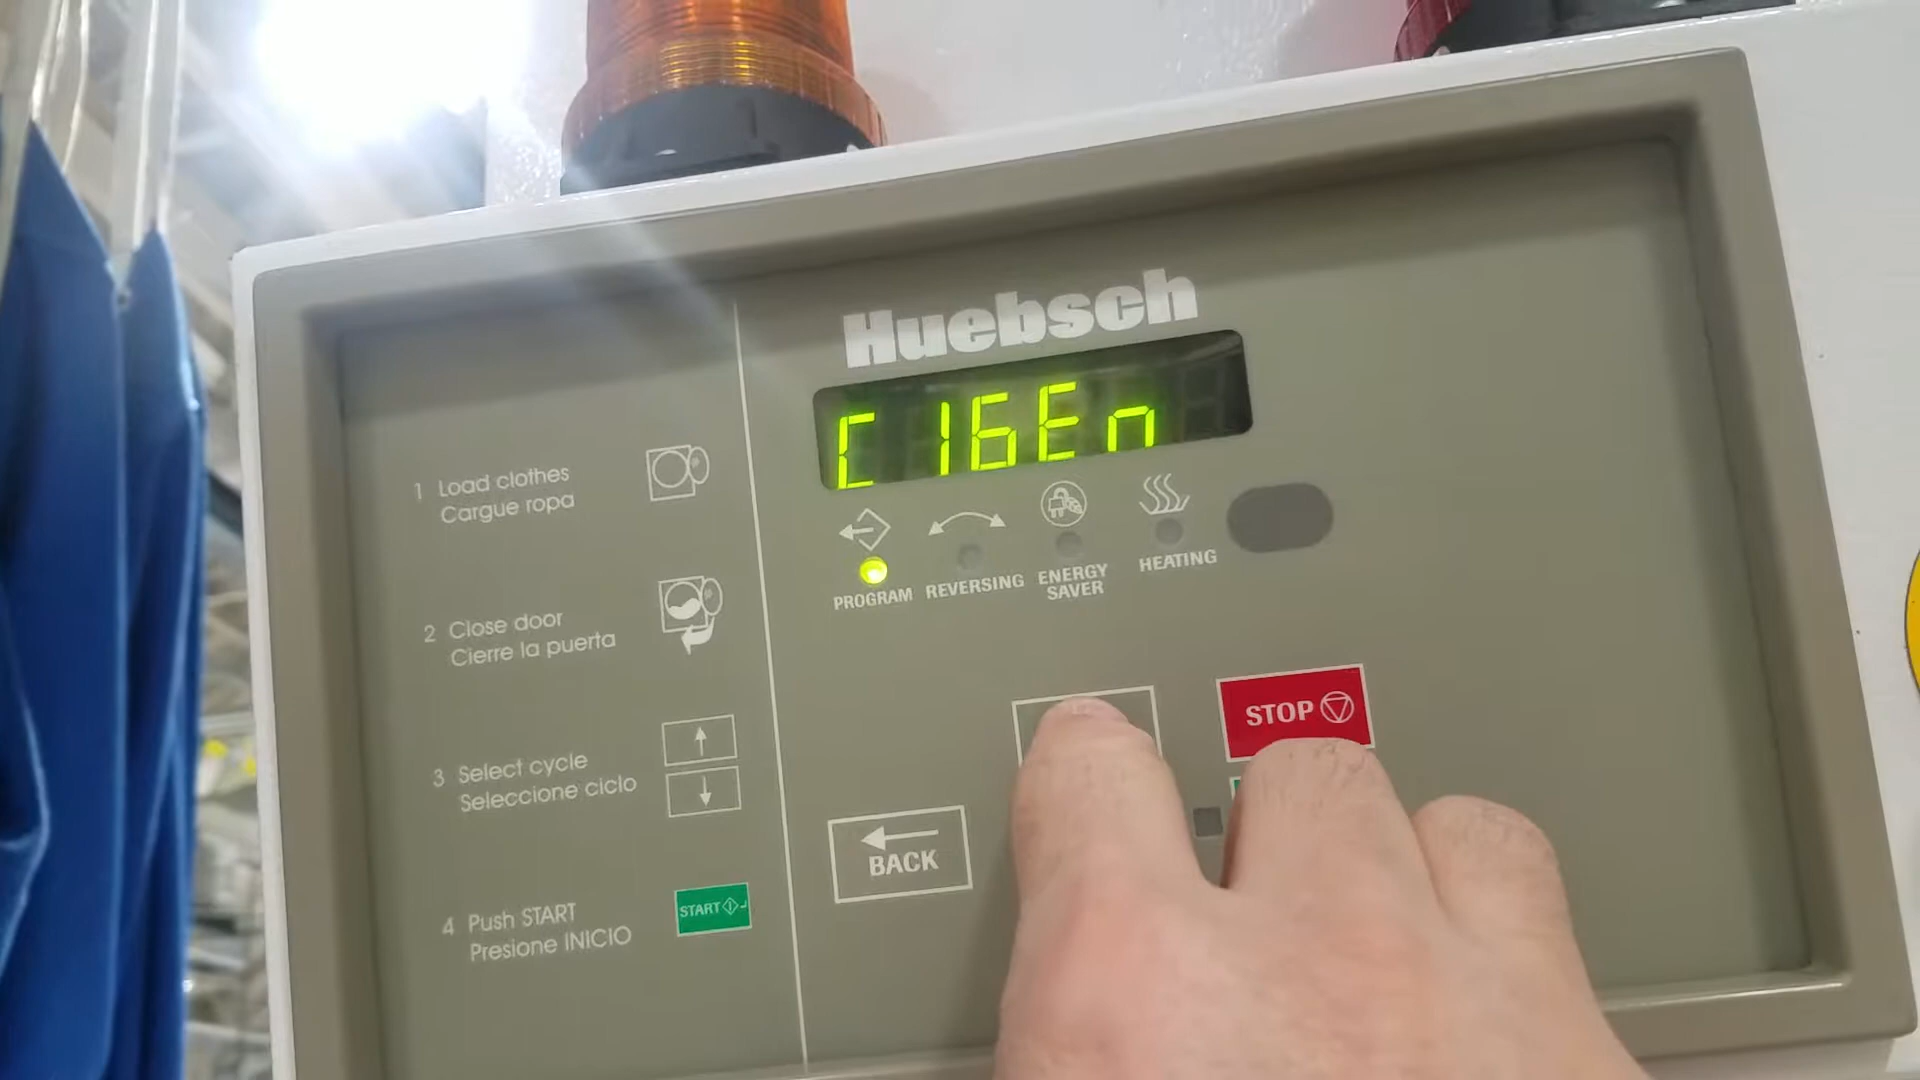 Huebsch
C 16En
PROGRAM
REVERSING
ENERGY
SAVER
HEATING
1 Load clothes
Cargue ropa
2 Close door
Cierre la puerta
3 Select cycle
Seleccione ciclo
4 Push START
Presione INICIO
START
STOP
BACK